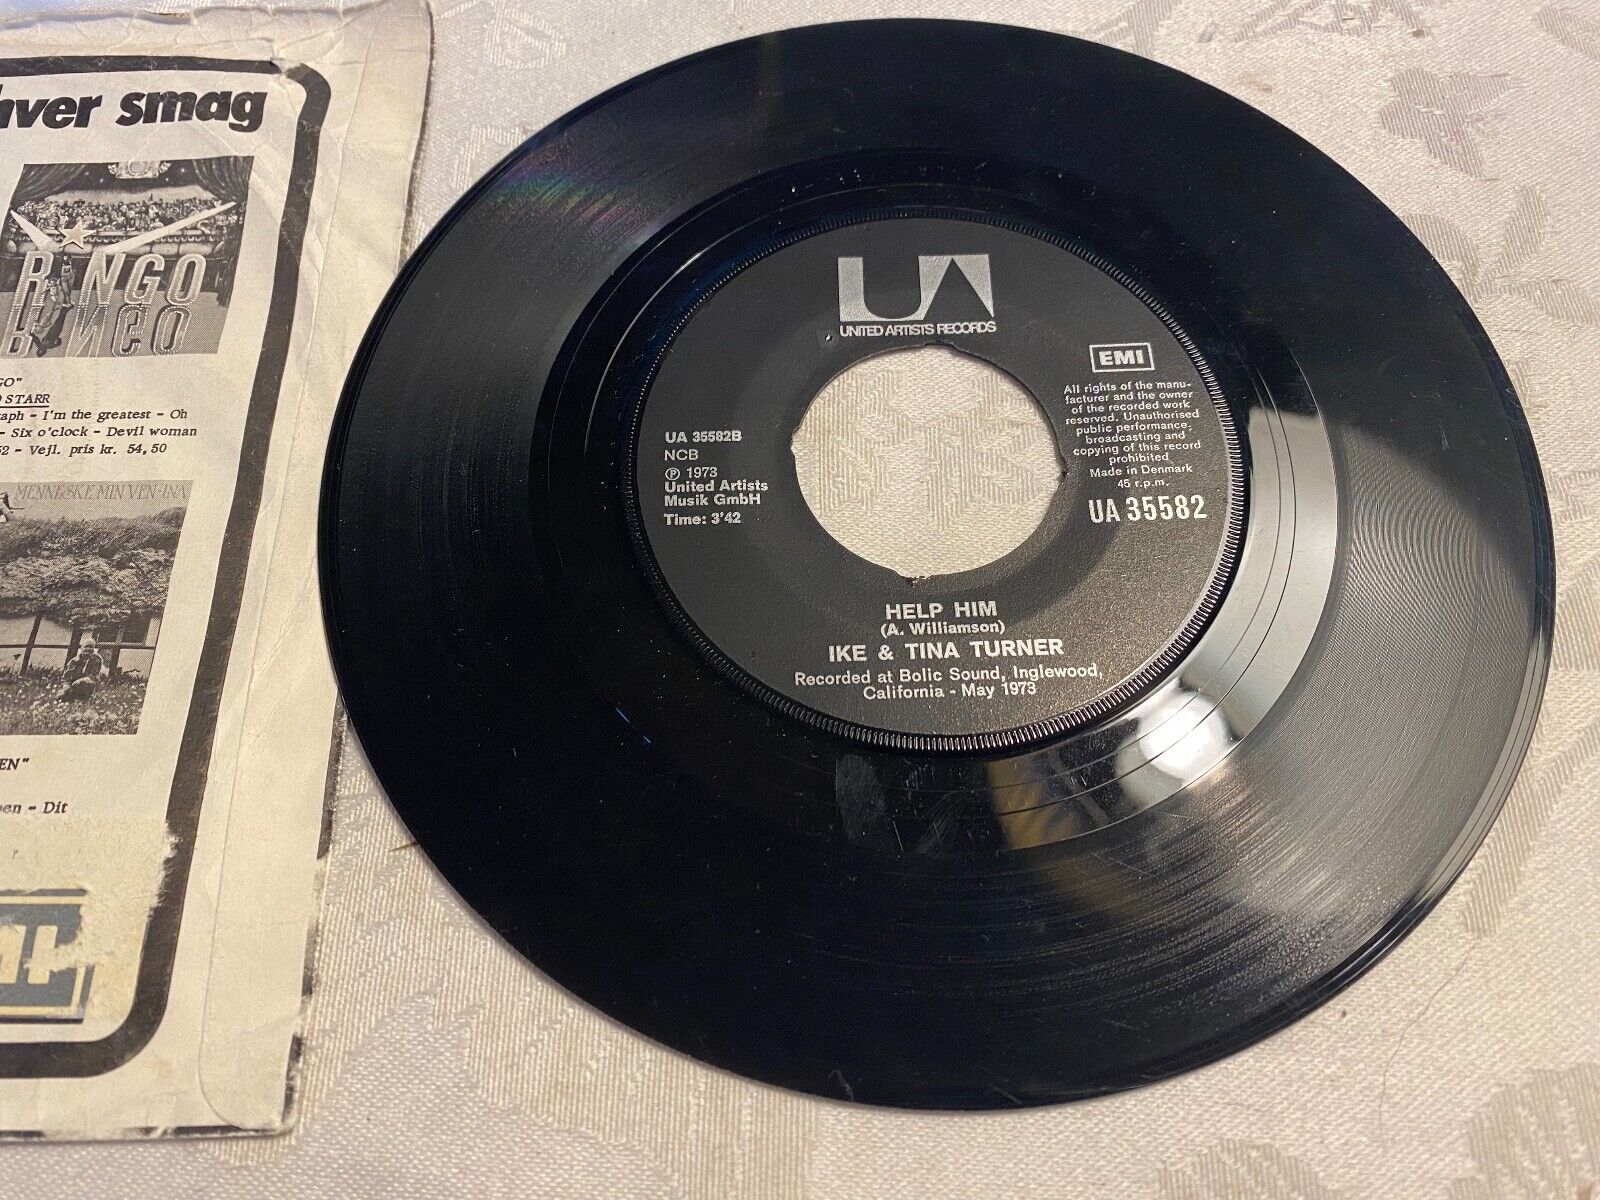 hver smag
RINGO
GO"
O STARR
raph - I'm the greatest - Oh
- Six o'clock - Devil woman
52 - Vejl. pris kr. 54,50
MENNESKE MIN VEN · INA
EN"
en - Dit
r.
UA
UNITED ARTISTS RECORDS
EMI
All rights of the manu-
facturer and the owner
of the recorded work
reserved. Unauthorised
public performance,
broadcasting and
copying of this record
prohibited
Made in Denmark
45 r.p.m.
UA 35582
UA 35582B
NCB
Ⓟ 1973
United Artists
Musik GmbH
Time: 3'42
HELP HIM
(A. Williamson)
IKE & TINA TURNER
Recorded at Bolic Sound, Inglewood,
California - May 1973